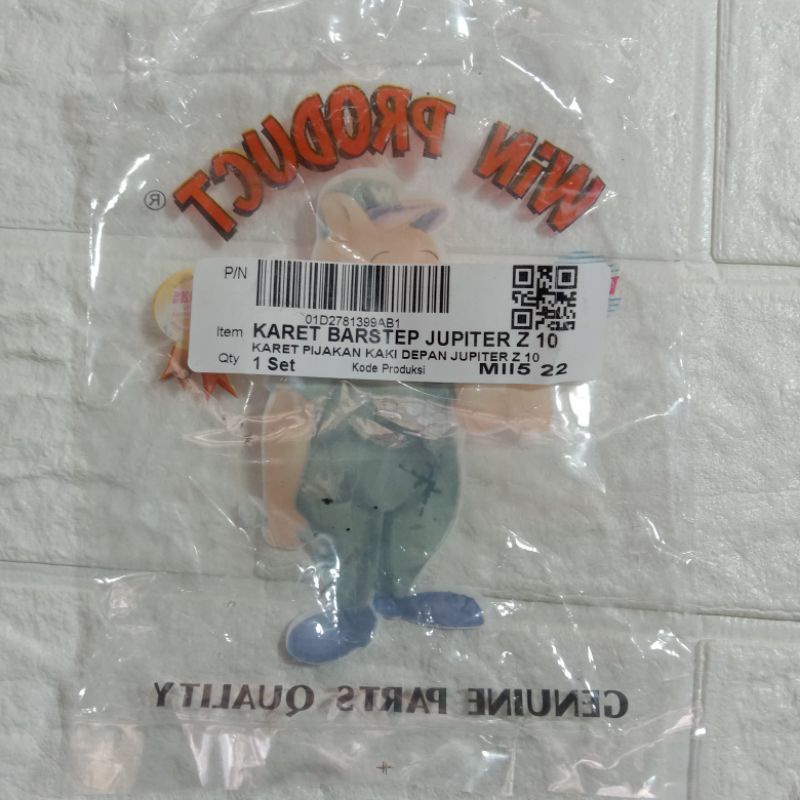 WiN PRODUCT
®
P/N
01D2781399AB1
Item KARET BARSTEP JUPITER Z 10
KARET PIJAKAN KAKI DEPAN JUPITER Z 10
Qty 1 Set Kode Produksi MII5 22
GENUINE PARTS QUALITY